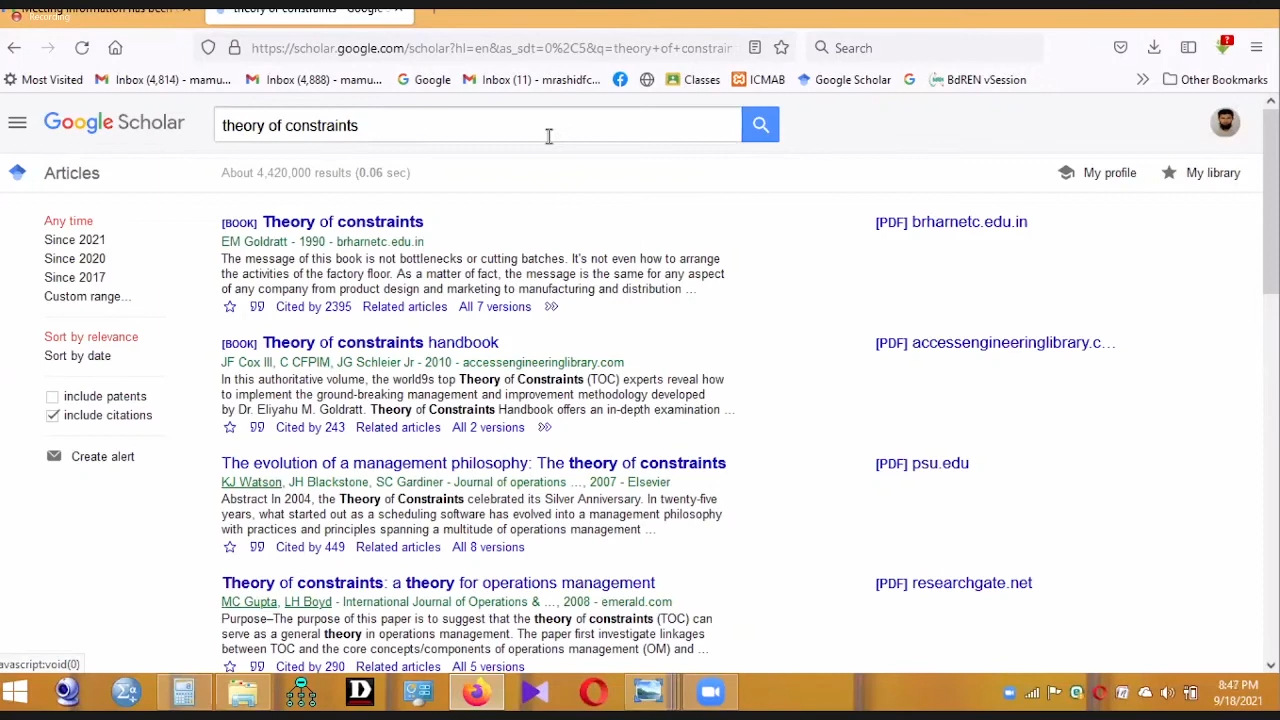 Meeting information has been
theory of constraints - Google
Recording
https://scholar.google.com/scholar?hl=en&as_sdt=0%2C5&q=theory+of+constrair
Search
Most Visited
Inbox (4,814) - mamu...
Inbox (4,888) - mamu...
Google
Inbox (11) - mrashidfc...
Classes
ICMAB
Google Scholar
BdREN vSession
Other Bookmarks
Google Scholar
theory of constraints
Articles
About 4,420,000 results (0.06 sec)
My profile
My library
Any time
Since 2021
Since 2020
Since 2017
Custom range...
Sort by relevance
Sort by date
include patents
include citations
Create alert
[BOOK] Theory of constraints
EM Goldratt - 1990 - brharnetc.edu.in
The message of this book is not bottlenecks or cutting batches. It's not even how to arrange
the activities of the factory floor. As a matter of fact, the message is the same for any aspect
of any company from product design and marketing to manufacturing and distribution ...
Cited by 2395 Related articles All 7 versions
[PDF] brharnetc.edu.in
[BOOK] Theory of constraints handbook
JF Cox III, C CFPIM, JG Schleier Jr - 2010 - accessengineeringlibrary.com
In this authoritative volume, the world9s top Theory of Constraints (TOC) experts reveal how
to implement the ground-breaking management and improvement methodology developed
by Dr. Eliyahu M. Goldratt. Theory of Constraints Handbook offers an in-depth examination ...
Cited by 243 Related articles All 2 versions
[PDF] accessengineeringlibrary.c...
The evolution of a management philosophy: The theory of constraints
KJ Watson, JH Blackstone, SC Gardiner - Journal of operations ..., 2007 - Elsevier
Abstract In 2004, the Theory of Constraints celebrated its Silver Anniversary. In twenty-five
years, what started out as a scheduling software has evolved into a management philosophy
with practices and principles spanning a multitude of operations management ...
Cited by 449 Related articles All 8 versions
[PDF] psu.edu
Theory of constraints: a theory for operations management
MC Gupta, LH Boyd - International Journal of Operations & ..., 2008 - emerald.com
Purpose–The purpose of this paper is to suggest that the theory of constraints (TOC) can
serve as a general theory in operations management. The paper first investigate linkages
between TOC and the core concepts/components of operations management (OM) and ...
Cited by 290 Related articles All 5 versions
[PDF] researchgate.net
avascript:void(0)
8:47 PM
9/18/2021